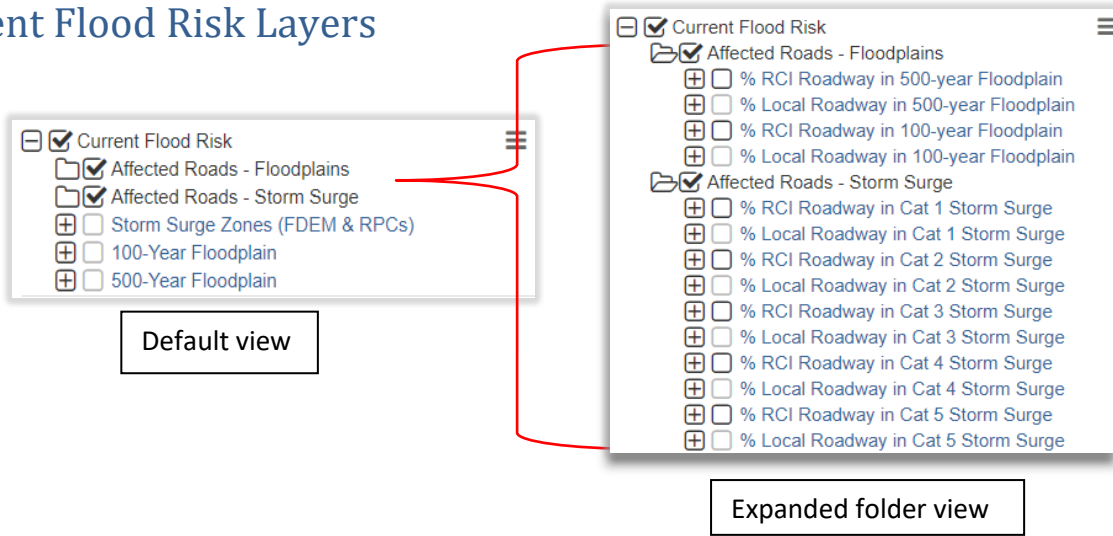 ent Flood Risk Layers
Current Flood Risk
Affected Roads - Floodplains
Affected Roads - Storm Surge
Storm Surge Zones (FDEM & RPCs)
100-Year Floodplain
500-Year Floodplain
Default view
Current Flood Risk
Affected Roads - Floodplains
% RCI Roadway in 500-year Floodplain
% Local Roadway in 500-year Floodplain
% RCI Roadway in 100-year Floodplain
% Local Roadway in 100-year Floodplain
Affected Roads - Storm Surge
% RCI Roadway in Cat 1 Storm Surge
% Local Roadway in Cat 1 Storm Surge
% RCI Roadway in Cat 2 Storm Surge
% Local Roadway in Cat 2 Storm Surge
% RCI Roadway in Cat 3 Storm Surge
% Local Roadway in Cat 3 Storm Surge
% RCI Roadway in Cat 4 Storm Surge
% Local Roadway in Cat 4 Storm Surge
% RCI Roadway in Cat 5 Storm Surge
% Local Roadway in Cat 5 Storm Surge
Expanded folder view